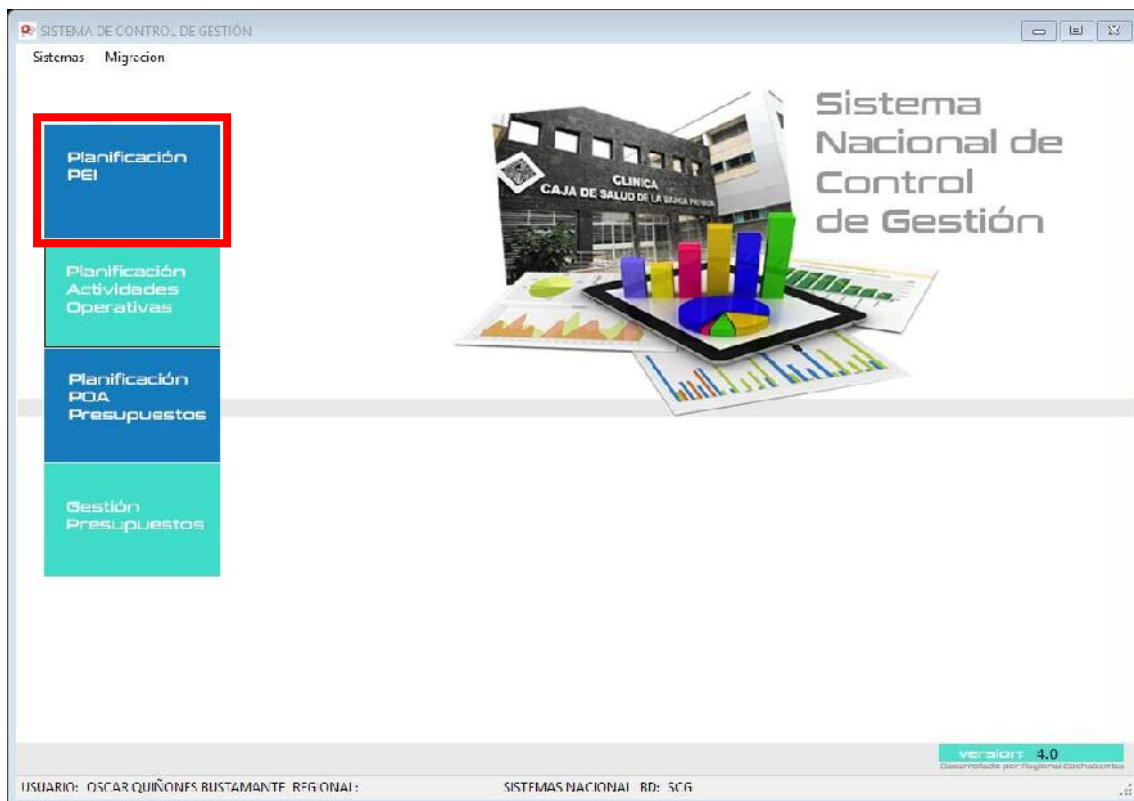 SISTEMA DE CONTROL DE GESTIÓN
Sistemas Migracion
Planificación
PEI
Planificación
Actividades
Operativas
Planificación
POA
Presupuestos
Gestión
Presupuestos
CLINICA
CAJA DE SALUD DE LA BANCA PRIVADA
Sistema
Nacional de
Control
de Gestión
version: 4.0
Desarrollado por Regional Cochabamba
USUARIO: OSCAR QUIÑONES BUSTAMANTE REGIONAL: SISTEMAS NACIONAL BD: SCG